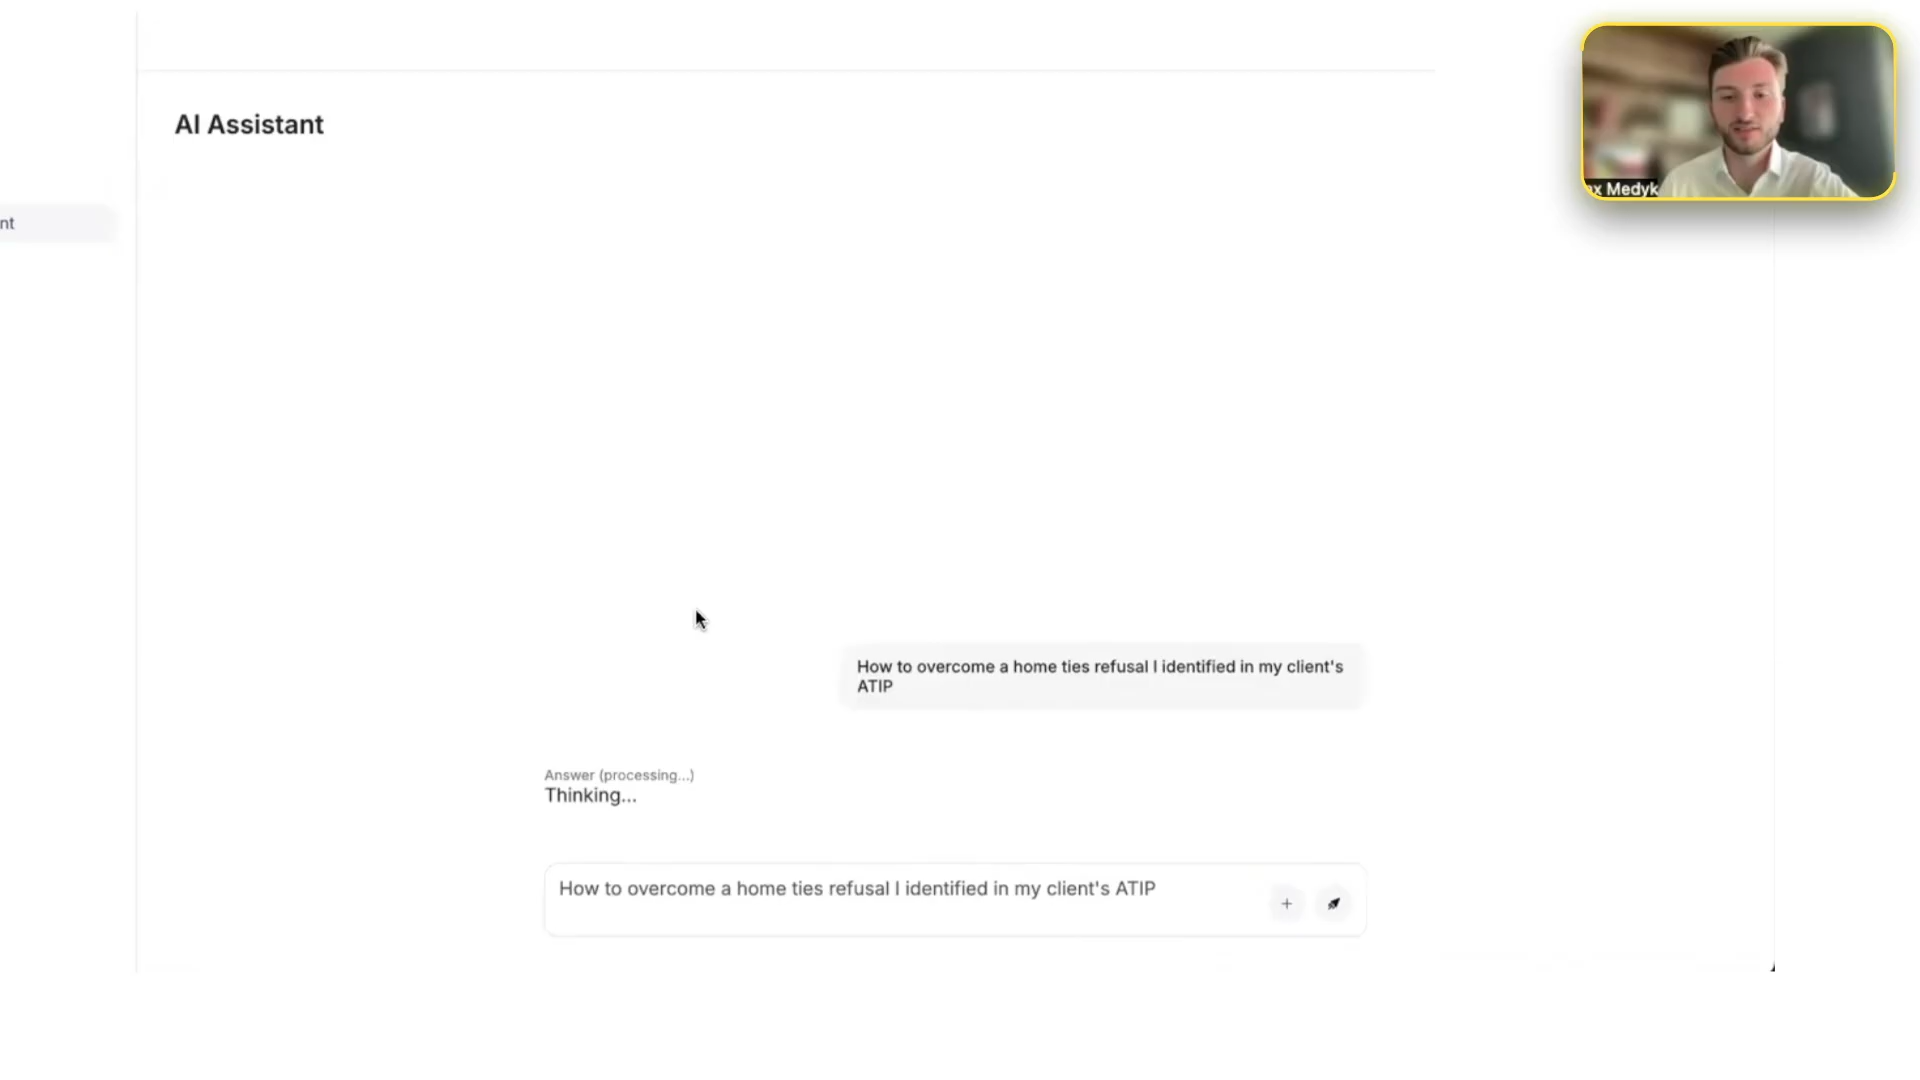 AI Assistant
Medyk
nt
How to overcome a home ties refusal I identified in my client's
ATIP
Answer (processing...)
Thinking...
How to overcome a home ties refusal I identified in my client's ATIP